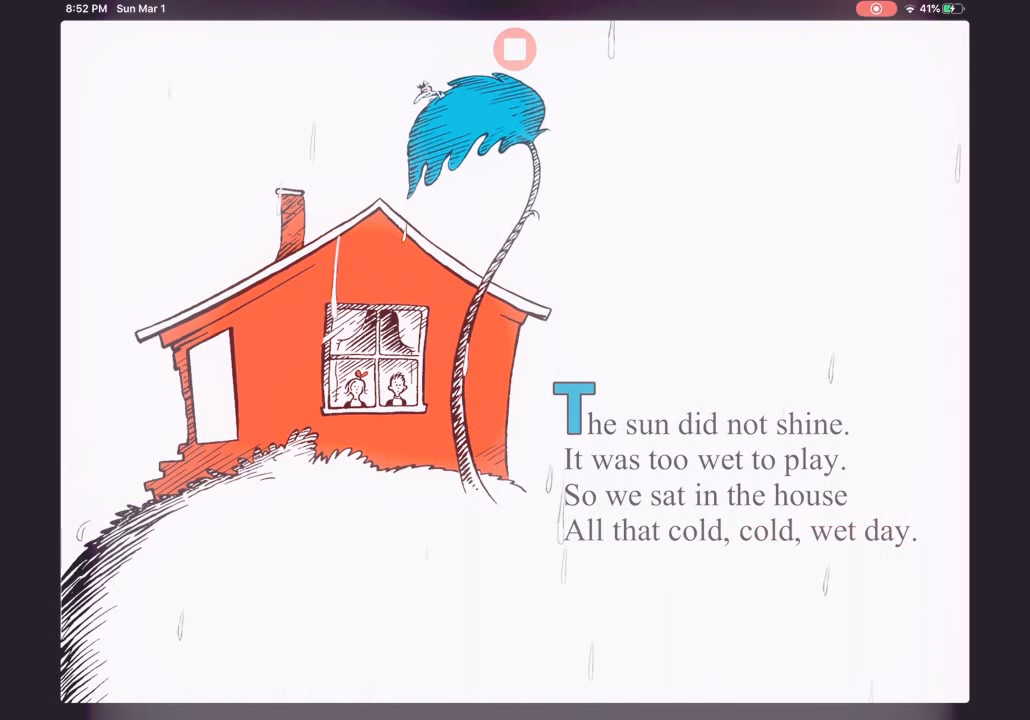 8:52 PM Sun Mar 1 41%
The sun did not shine.
It was too wet to play.
So we sat in the house
All that cold, cold, wet day.